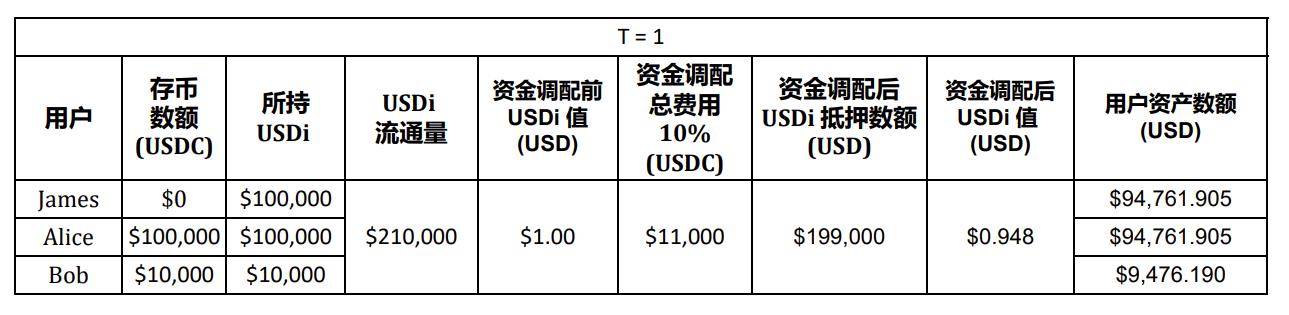 T = 1
用户
存币
数额
(USDC)
所持
USDi
USDi
流通量
资金调配前
USDi 值
(USD)
资金调配
总费用
10%
(USDC)
资金调配后
USDi 抵押数额
(USD)
资金调配后
USDi 值
(USD)
用户资产数额
(USD)
James $0 $100,000 $94,761.905
Alice $100,000 $100,000 $210,000 $1.00 $11,000 $199,000 $0.948 $94,761.905
Bob $10,000 $10,000 $9,476.190